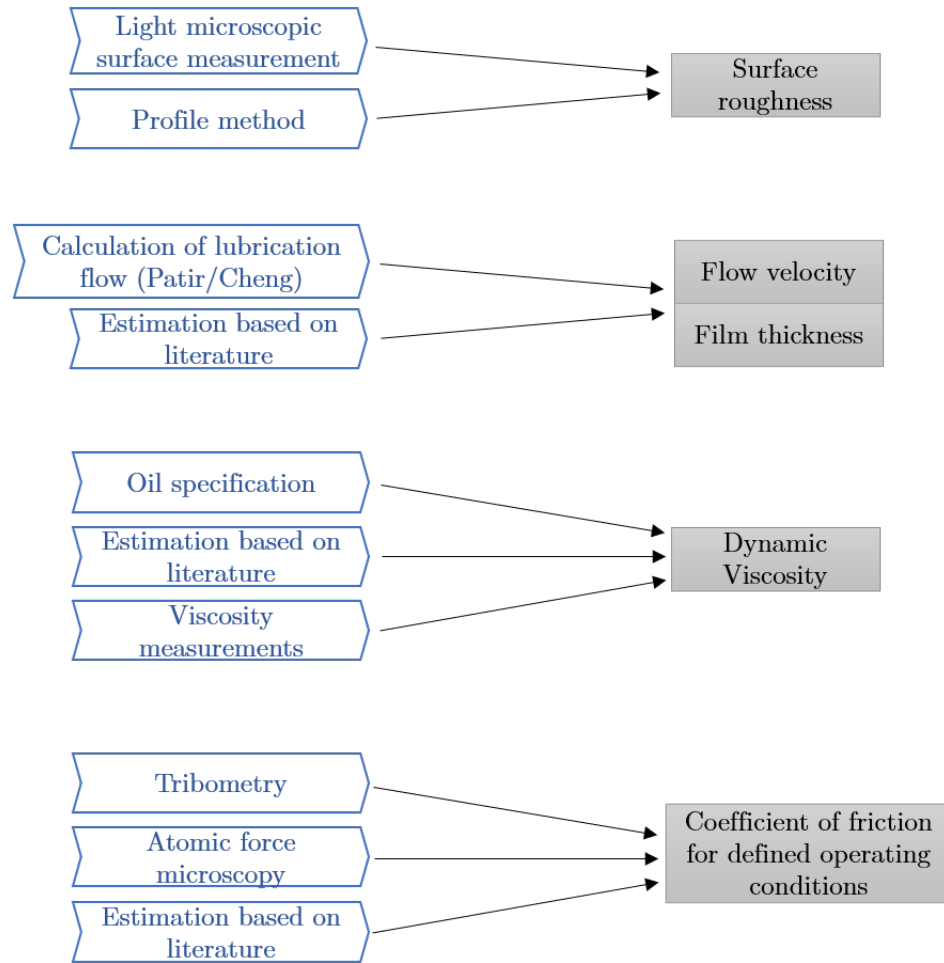 Light microscopic
surface measurement
Profile method
Surface
roughness
Calculation of lubrication
flow (Patir/Cheng)
Estimation based on
literature
Flow velocity
Film thickness
Oil specification
Estimation based on
literature
Viscosity
measurements
Dynamic
Viscosity
Tribometry
Atomic force
microscopy
Estimation based on
literature
Coefficient of friction
for defined operating
conditions